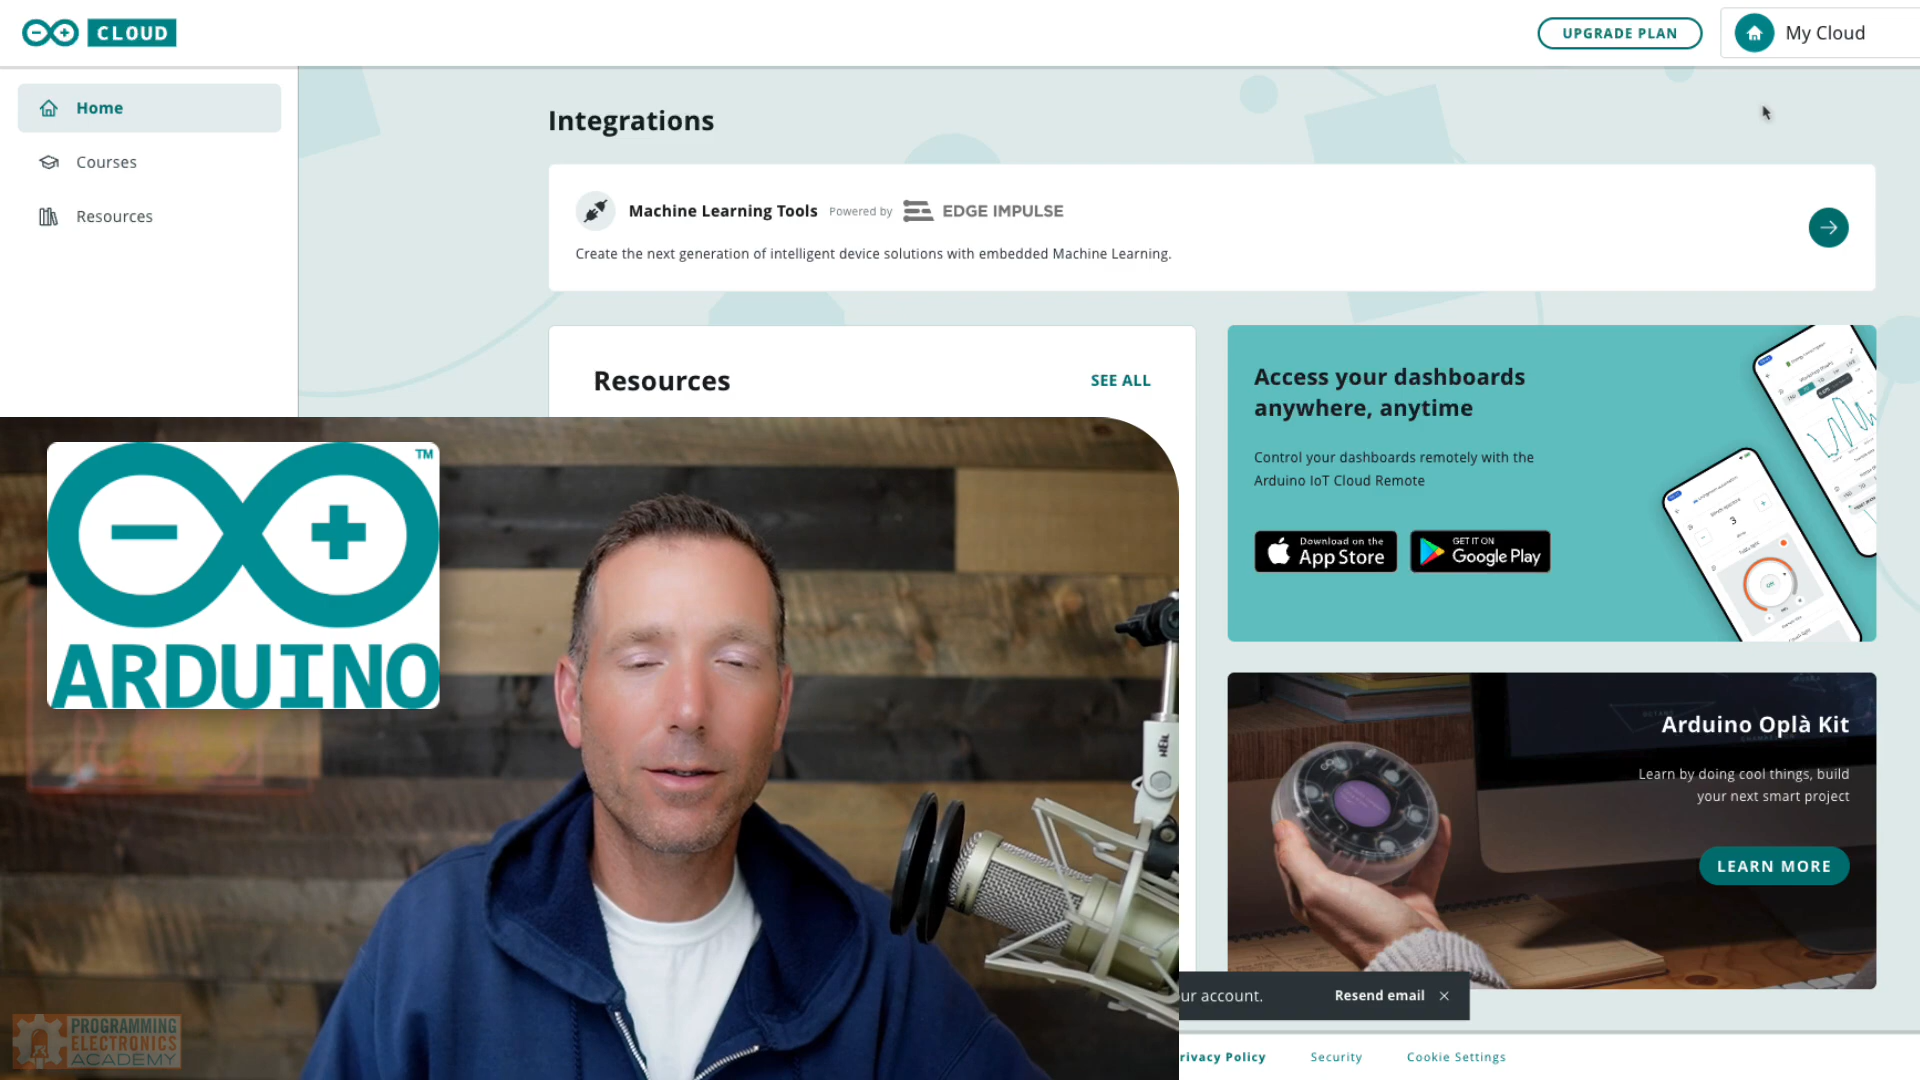 CLOUD
UPGRADE PLAN
My Cloud
Home
Courses
Resources
Integrations
Machine Learning Tools Powered by EDGE IMPULSE
Create the next generation of intelligent device solutions with embedded Machine Learning.
Resources
SEE ALL
Access your dashboards
anywhere, anytime
Control your dashboards remotely with the
Arduino IoT Cloud Remote
Download on the
App Store
GET IT ON
Google Play
TM
ARDUINO
Arduino Oplà Kit
Learn by doing cool things, build
your next smart project
LEARN MORE
ur account.
Resend email
rivacy Policy
Security
Cookie Settings
PROGRAMMING
ELECTRONICS
ACADEMY